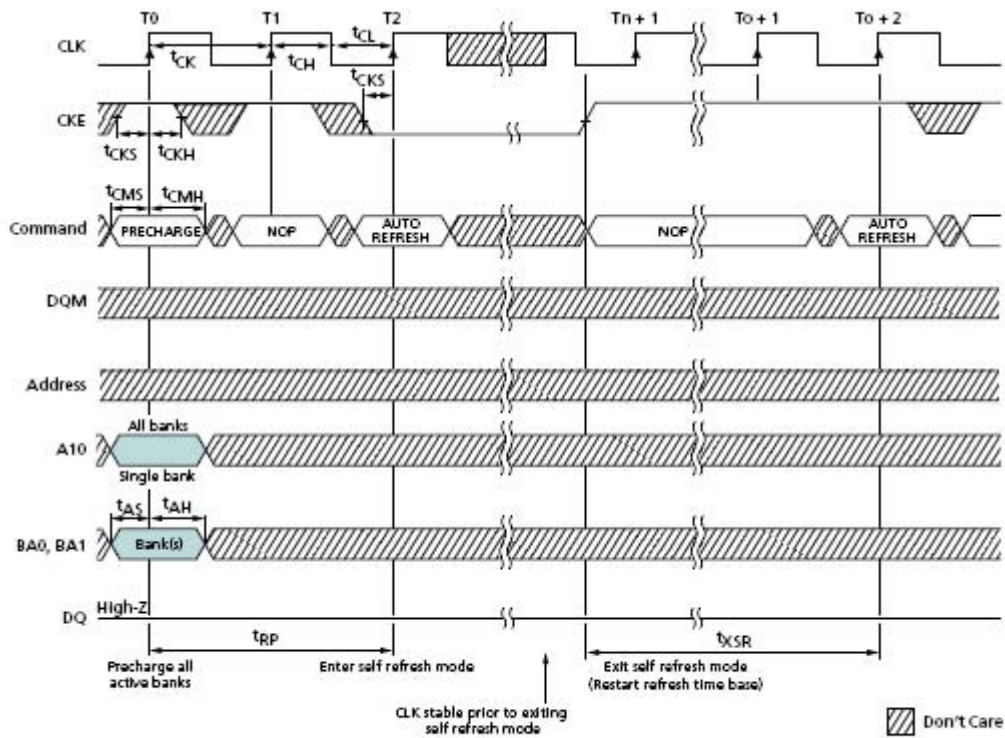 T0 T1 T2 Tn + 1 To + 1 To + 2
CLK
tCK tCH tCL
tCKS
CKE
tCKS tCKH
tCMS tCMH
Command PRECHARGE NOP AUTO REFRESH NOP AUTO REFRESH
DQM
Address
All banks
A10
Single bank
tAS tAH
BA0, BA1 Bank(s)
High-Z
DQ
tRP tXSR
Precharge all
active banks
Enter self refresh mode
Exit self refresh mode
(Restart refresh time base)
CLK stable prior to exiting
self refresh mode
Don't Care